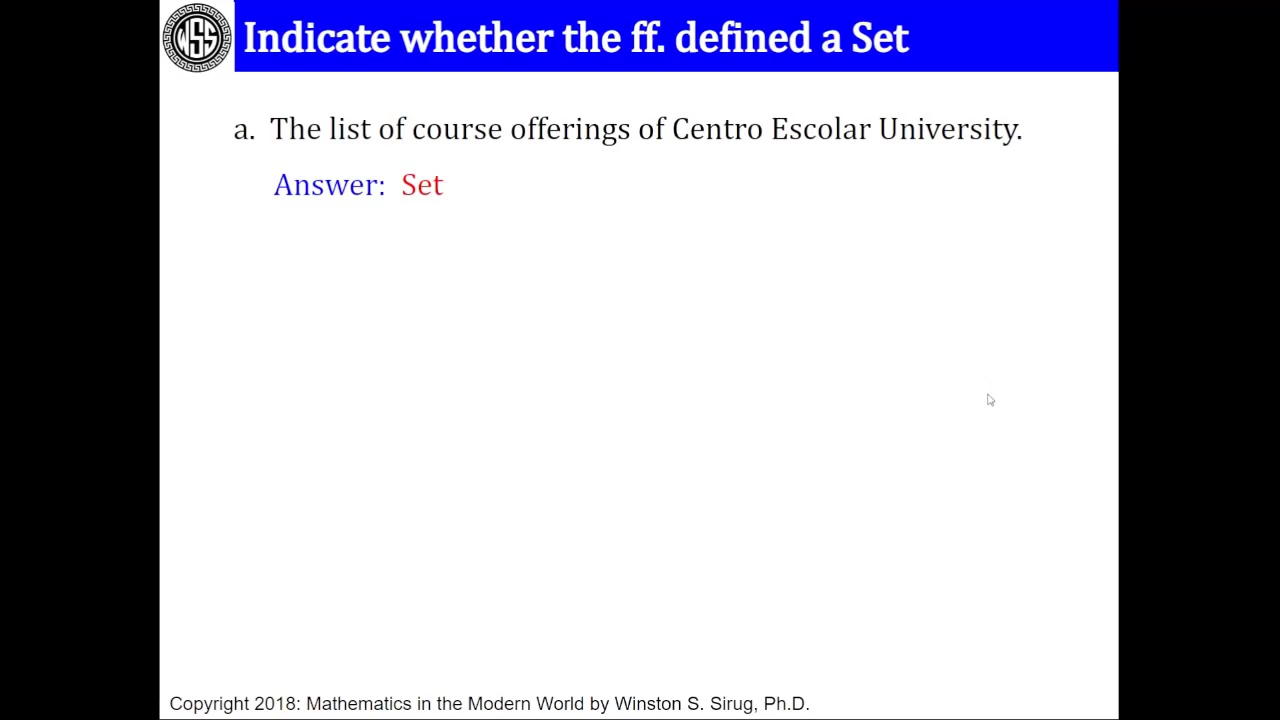 WSS
Indicate whether the ff. defined a Set
a. The list of course offerings of Centro Escolar University.
Answer: Set
Copyright 2018: Mathematics in the Modern World by Winston S. Sirug, Ph.D.